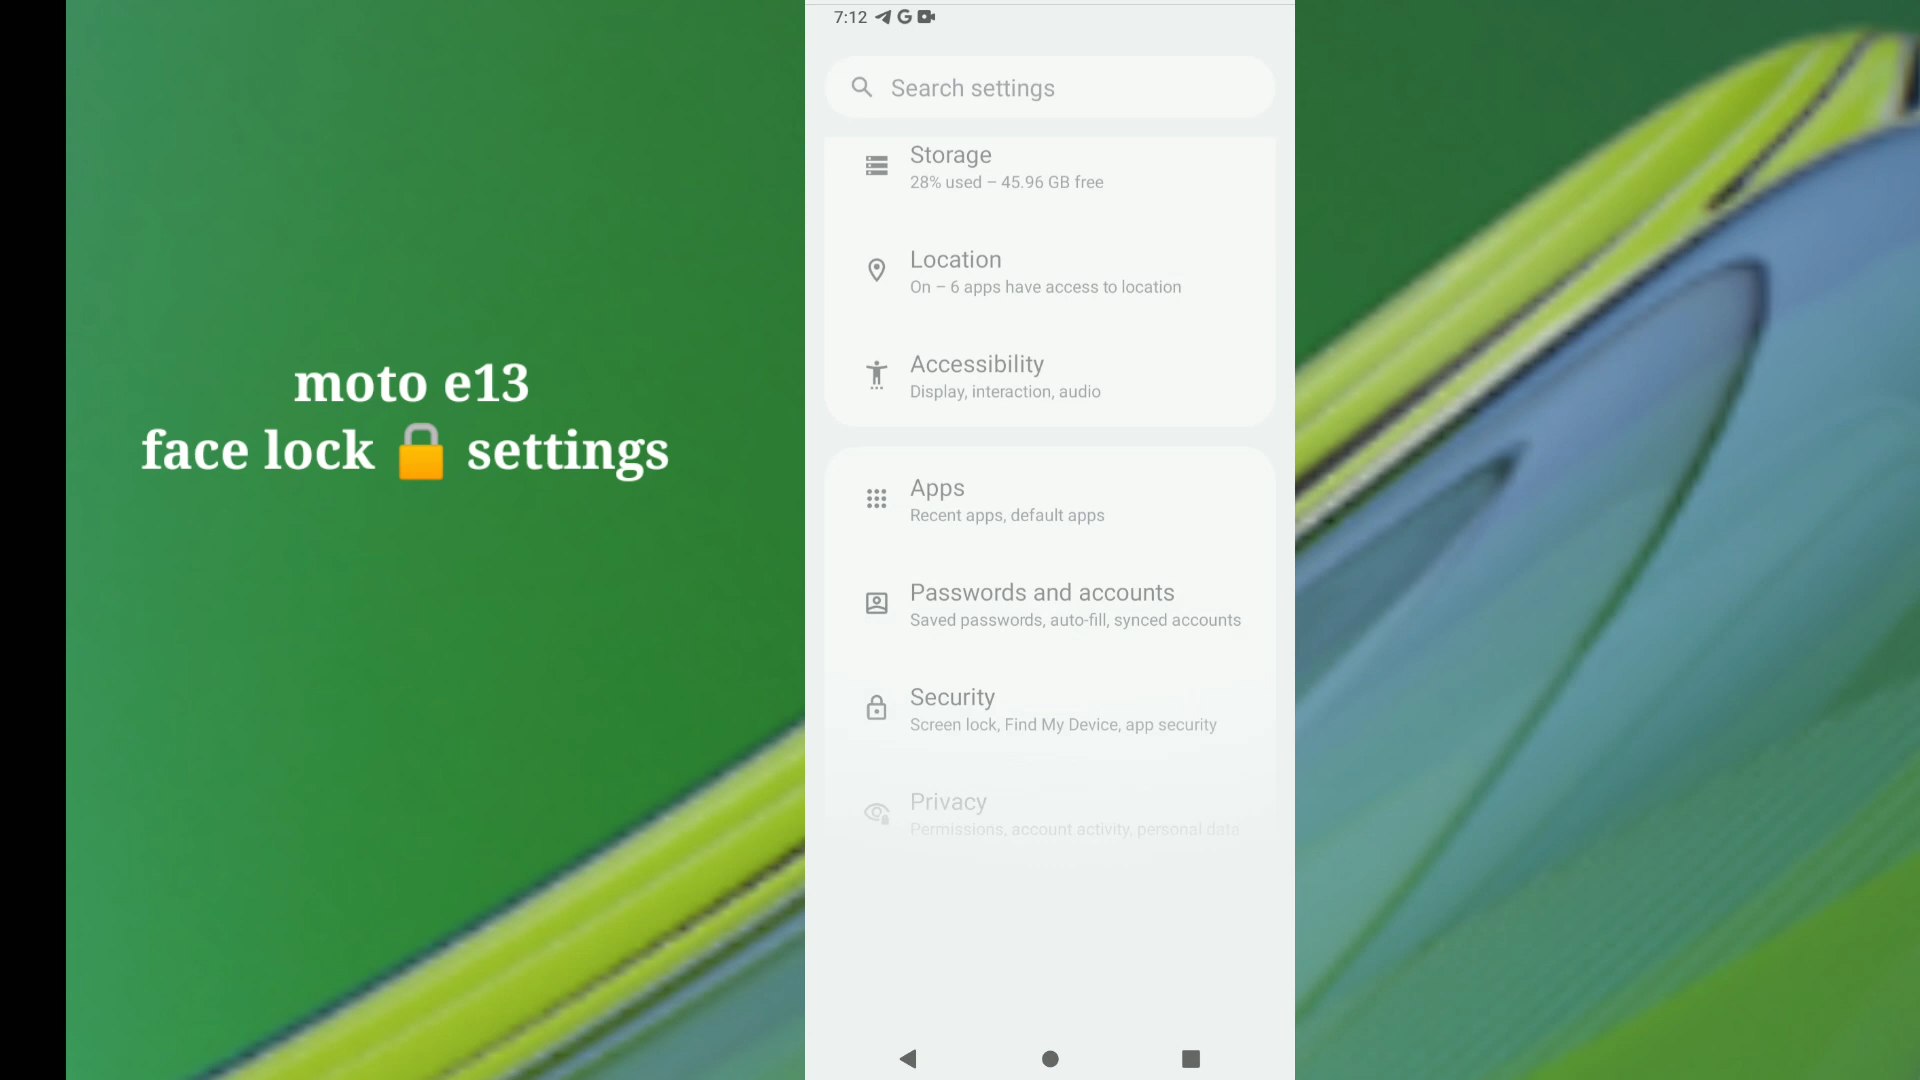 moto e13
face lock 🔒 settings
7:12
Search settings
Storage
28% used – 45.96 GB free
Location
On – 6 apps have access to location
Accessibility
Display, interaction, audio
Apps
Recent apps, default apps
Passwords and accounts
Saved passwords, auto-fill, synced accounts
Security
Screen lock, Find My Device, app security
Privacy
Permissions, account activity, personal data